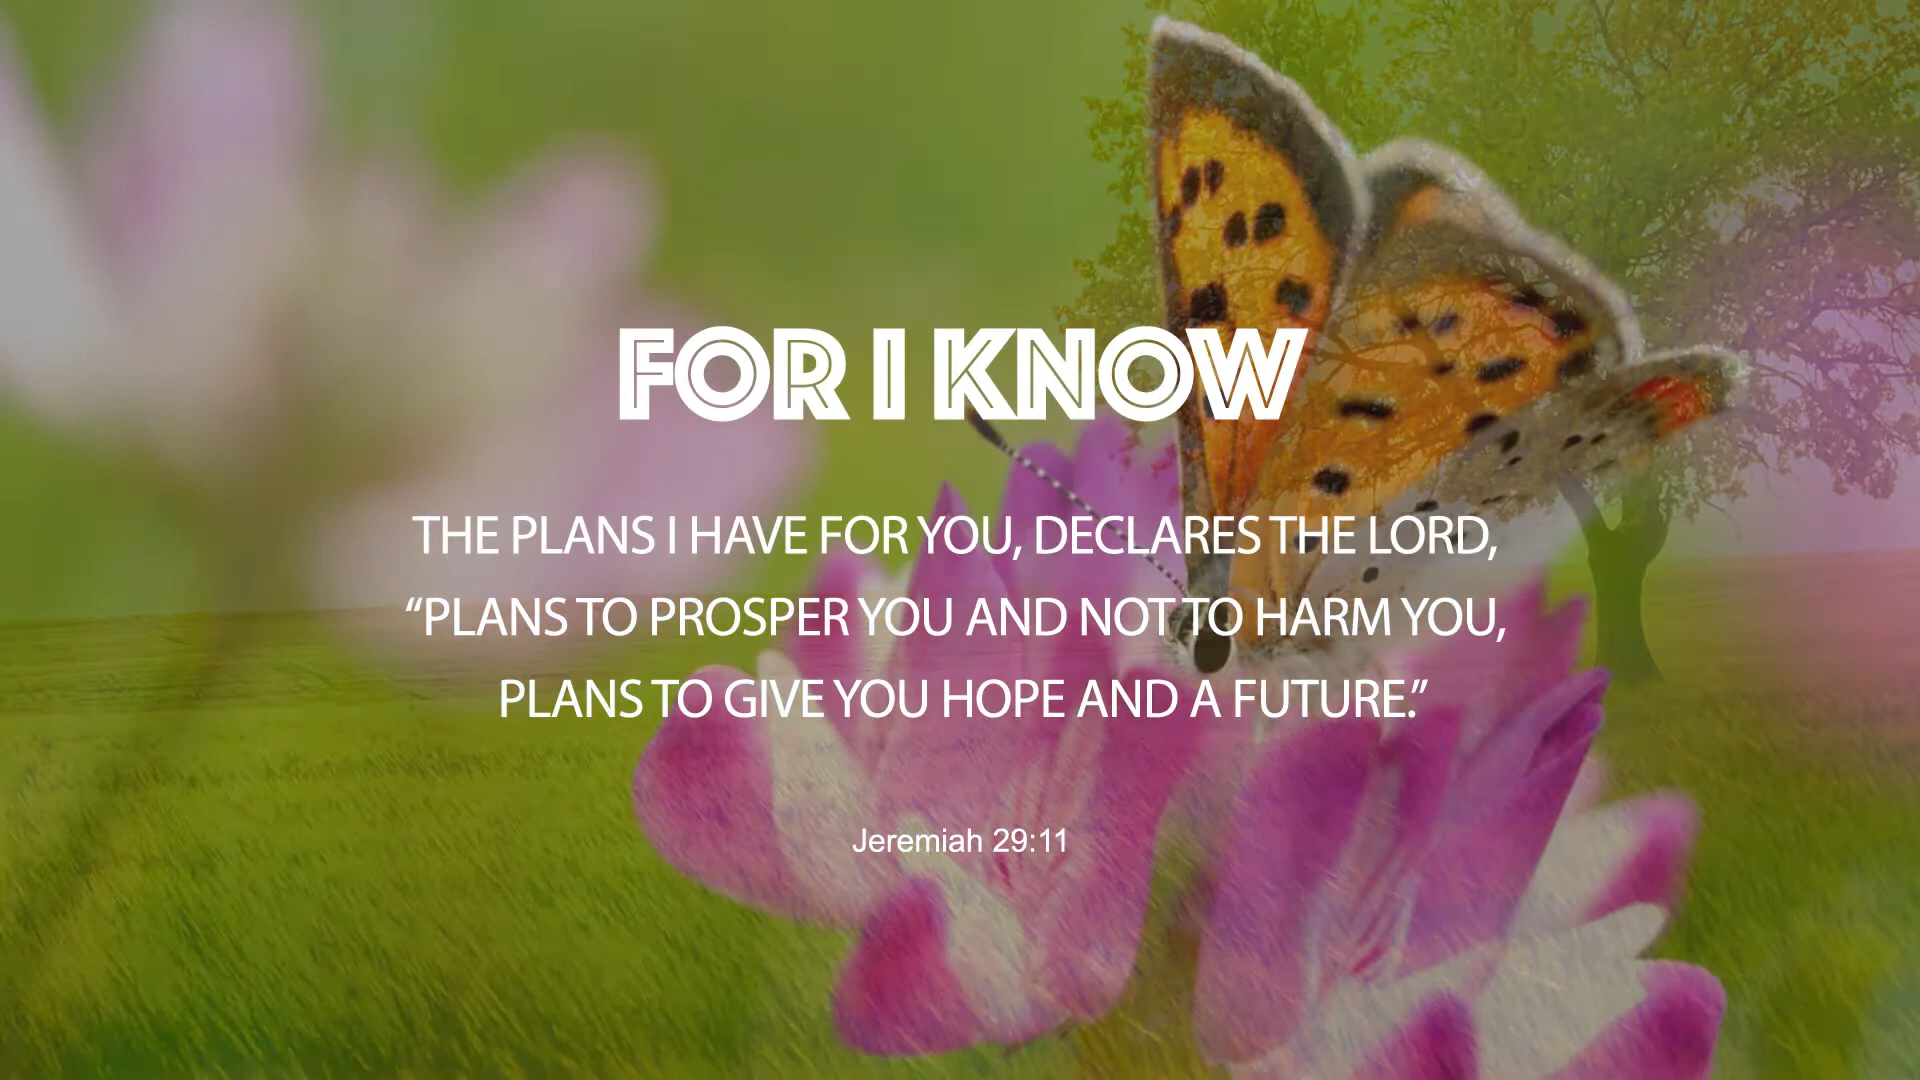 FOR I KNOW
THE PLANS I HAVE FOR YOU, DECLARES THE LORD,
“PLANS TO PROSPER YOU AND NOT TO HARM YOU,
PLANS TO GIVE YOU HOPE AND A FUTURE.”
Jeremiah 29:11